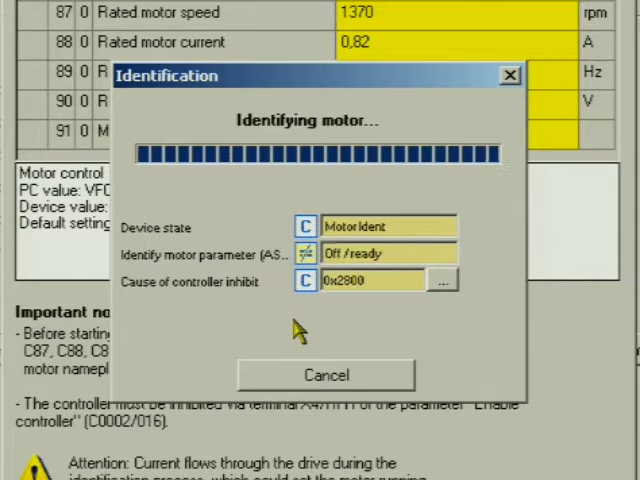 87 0 Rated motor speed 1370 rpm
88 0 Rated motor current 0,82 A
89 0 R Hz
90 0 R V
91 0 M
Identification
Identifying motor...
Motor control
PC value: VFC
Device value:
Default setting
Device state C MotorIdent
Identify motor parameter (AS.. ≠ Off / ready
Cause of controller inhibit C 0x2800 ...
Important no
- Before starting
C87, C88, C8
motor namepl
Cancel
- The controller must be inhibited via terminal X4/ or the parameter "Enable
controller" (C0002/016).
Attention: Current flows through the drive during the
identification process, which could set the motor running